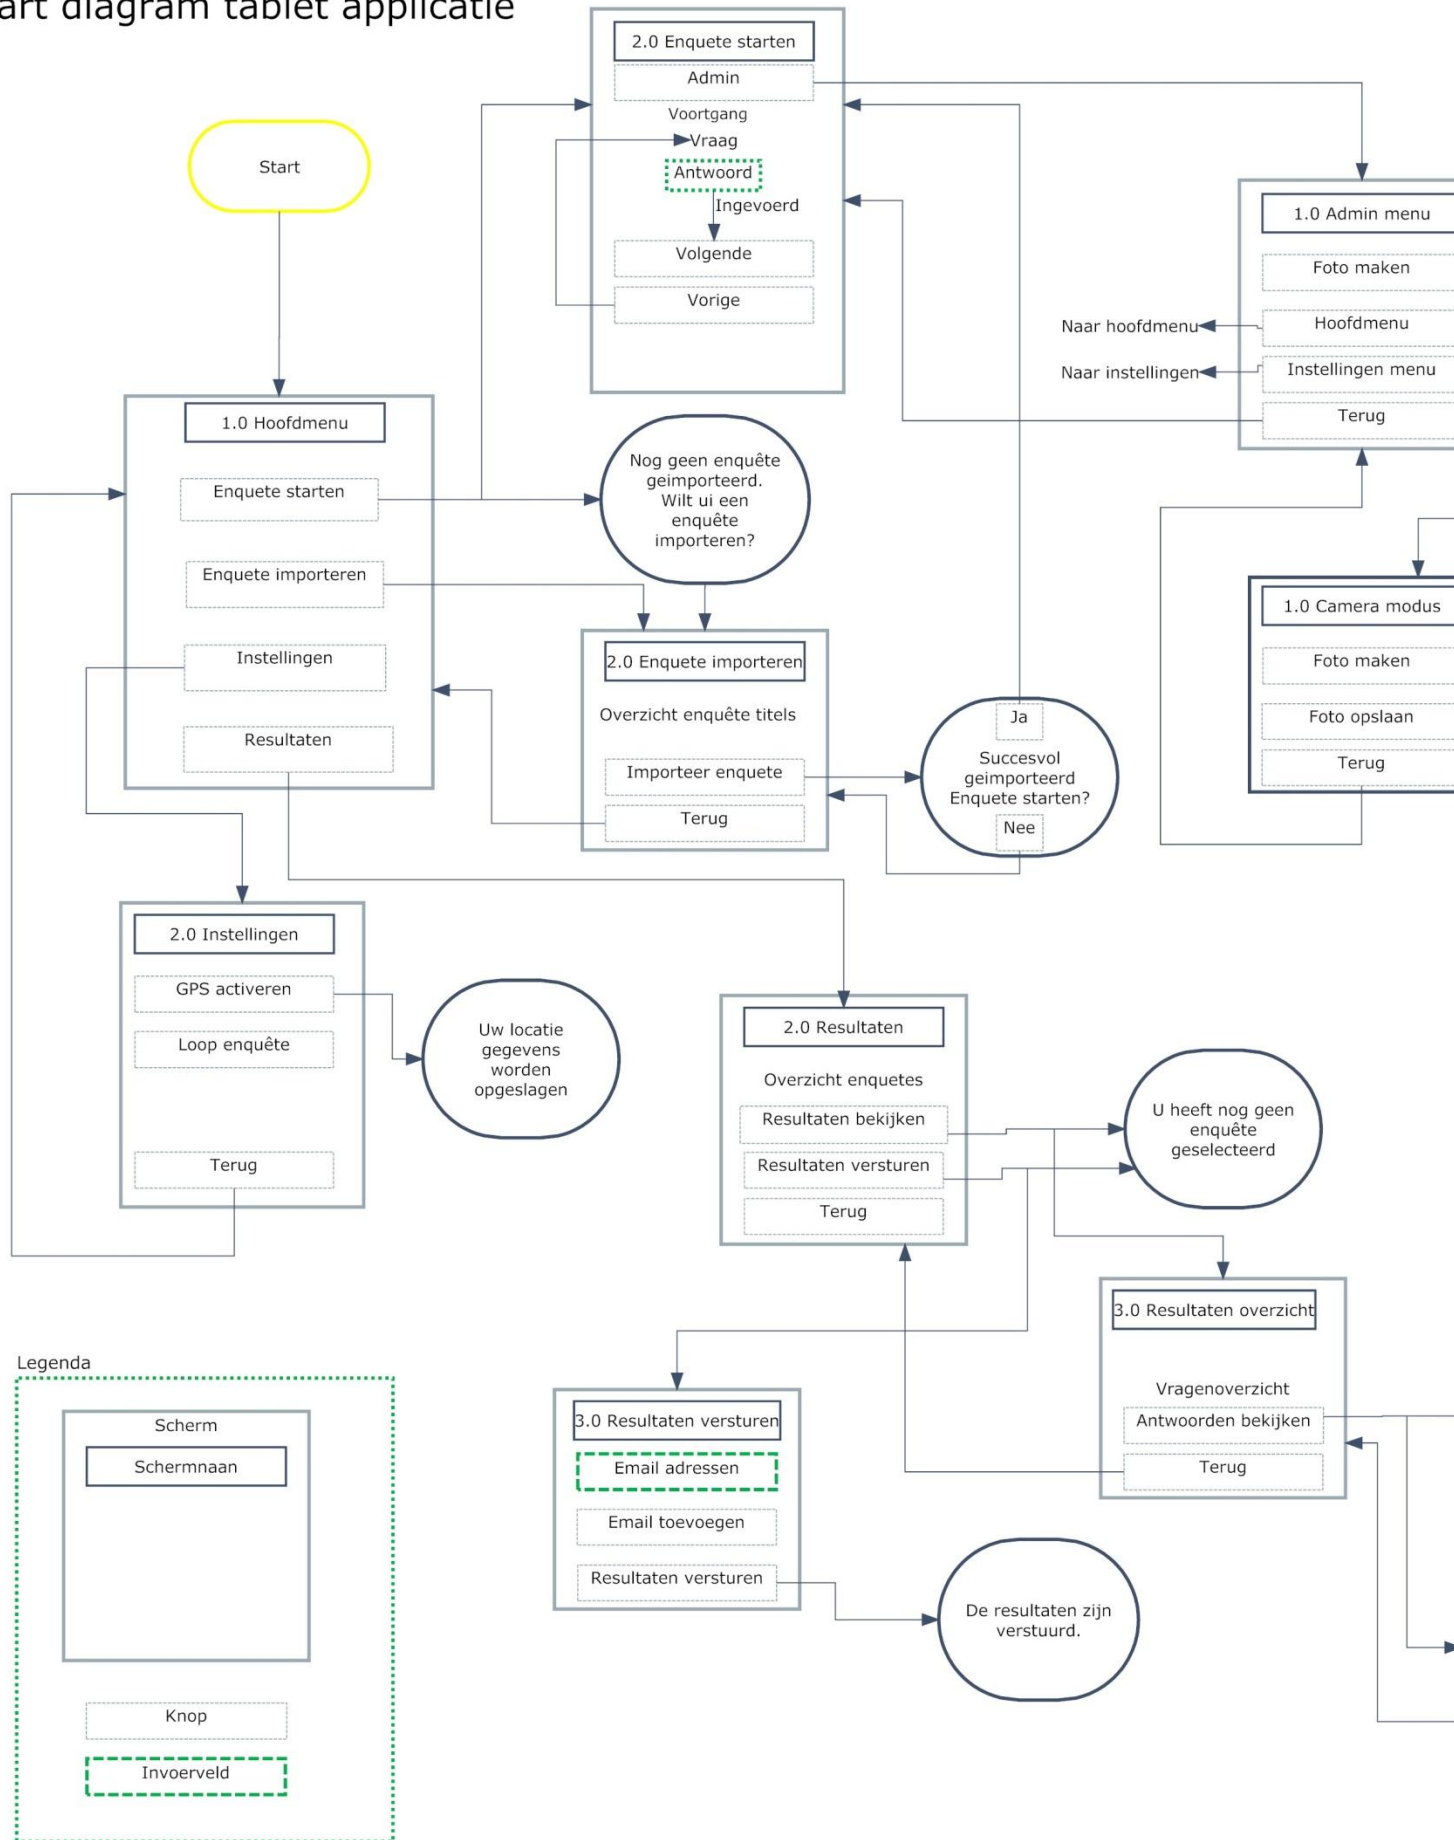 art diagram tablet applicatie
2.0 Enquete starten
Admin
Voortgang
Vraag
Antwoord
Ingevoerd
Volgende
Vorige
Start
1.0 Admin menu
Foto maken
Hoofdmenu
Instellingen menu
Terug
Naar hoofdmenu
Naar instellingen
1.0 Hoofdmenu
Enquete starten
Enquete importeren
Instellingen
Resultaten
Nog geen enquête
geimporteerd.
Wilt ui een
enquête
importeren?
1.0 Camera modus
Foto maken
Foto opslaan
Terug
2.0 Enquete importeren
Overzicht enquête titels
Importeer enquete
Terug
Ja
Succesvol
geimporteerd
Enquete starten?
Nee
2.0 Instellingen
GPS activeren
Loop enquête
Terug
Uw locatie
gegevens
worden
opgeslagen
2.0 Resultaten
Overzicht enquetes
Resultaten bekijken
Resultaten versturen
Terug
U heeft nog geen
enquête
geselecteerd
3.0 Resultaten overzicht
Vragenoverzicht
Antwoorden bekijken
Terug
3.0 Resultaten versturen
Email adressen
Email toevoegen
Resultaten versturen
De resultaten zijn
verstuurd.
Legenda
Scherm
Schermnaan
Knop
Invoerveld